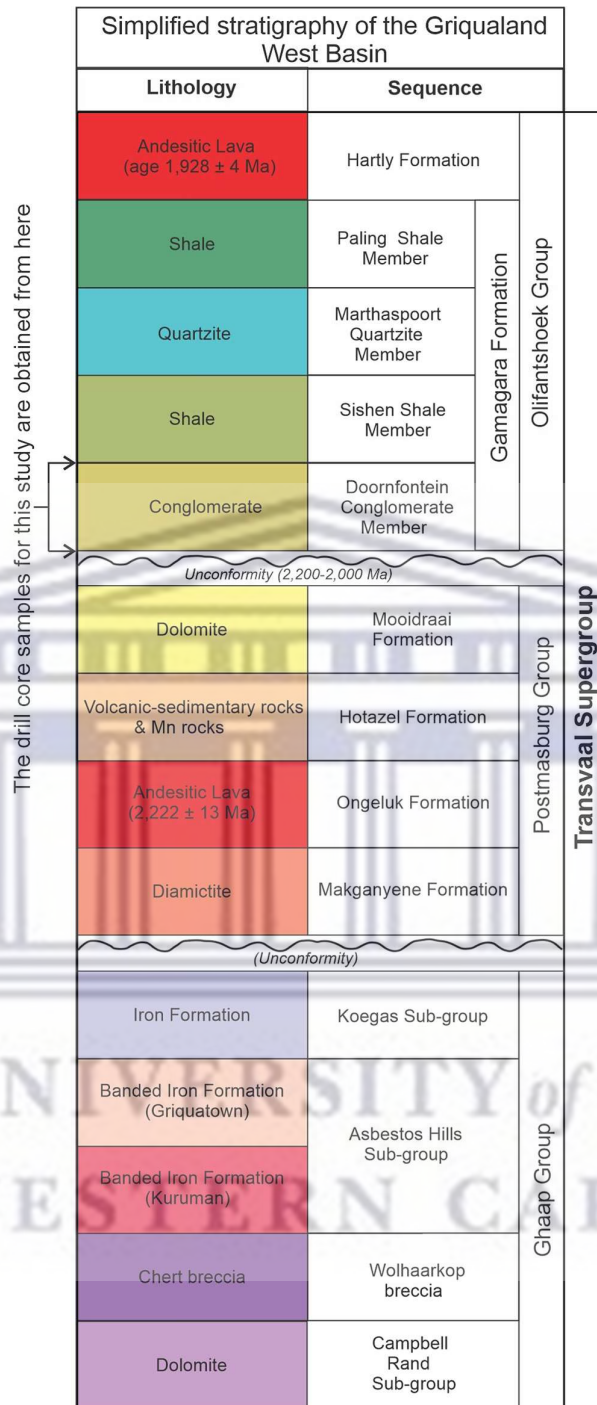 Simplified stratigraphy of the Griqualand
West Basin
Lithology
Sequence
Andesitic Lava
(age 1,928 ± 4 Ma)
Hartly Formation
Shale
Paling Shale
Member
Quartzite
Marthaspoort
Quartzite
Member
Shale
Sishen Shale
Member
Conglomerate
Doornfontein
Conglomerate
Member
Gamagara Formation
Olifantshoek Group
Unconformity (2,200-2,000 Ma)
Dolomite
Mooidraai
Formation
Volcanic-sedimentary rocks
& Mn rocks
Hotazel Formation
Andesitic Lava
(2,222 ± 13 Ma)
Ongeluk Formation
Diamictite
Makganyene Formation
Postmasburg Group
(Unconformity)
Iron Formation
Koegas Sub-group
Banded Iron Formation
(Griquatown)
Asbestos Hills
Sub-group
Banded Iron Formation
(Kuruman)
Chert breccia
Wolhaarkop
breccia
Dolomite
Campbell
Rand
Sub-group
Ghaap Group
Transvaal Supergroup
The drill core samples for this study are obtained from here
NIVERSITY of
ESTERN CA